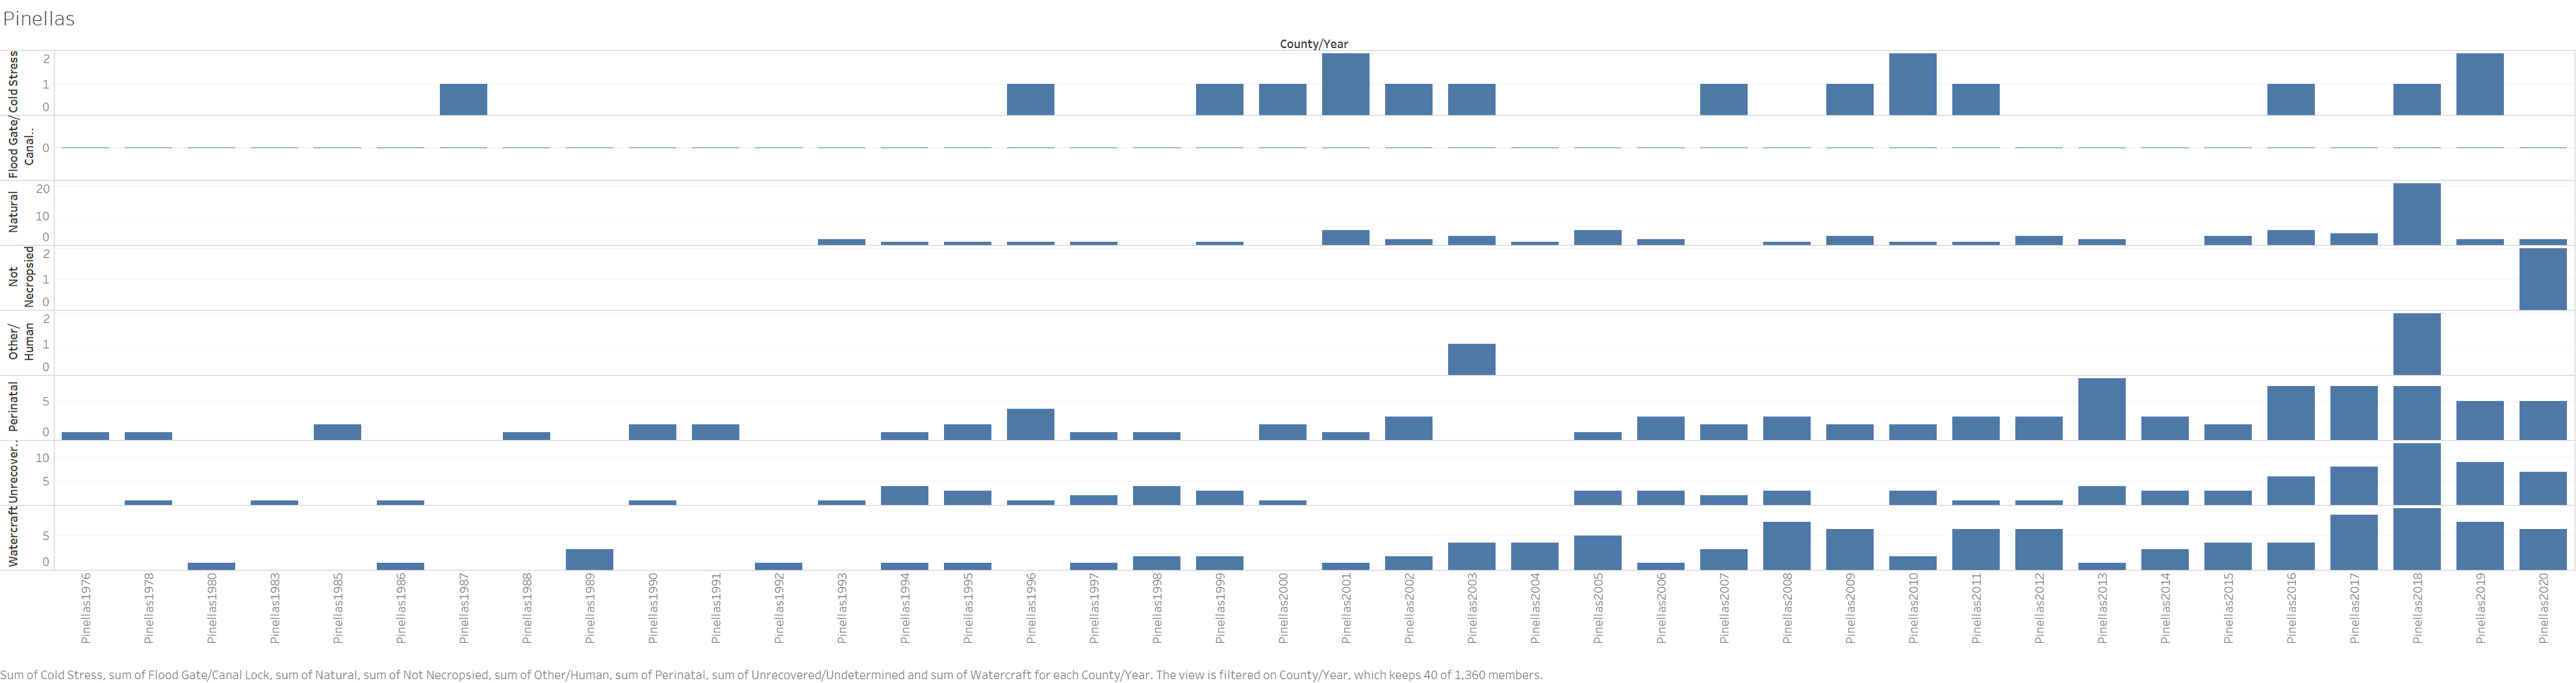 Pinellas
County/Year
Cold Stress
2
1
0
Flood Gate/
Canal..
0
Natural
20
10
0
Not
Necropsied
2
1
0
Other/
Human
2
1
0
Perinatal
5
0
Unrecover..
10
5
Watercraft
5
0
Pinellas1976
Pinellas1978
Pinellas1980
Pinellas1983
Pinellas1985
Pinellas1986
Pinellas1987
Pinellas1988
Pinellas1989
Pinellas1990
Pinellas1991
Pinellas1992
Pinellas1993
Pinellas1994
Pinellas1995
Pinellas1996
Pinellas1997
Pinellas1998
Pinellas1999
Pinellas2000
Pinellas2001
Pinellas2002
Pinellas2003
Pinellas2004
Pinellas2005
Pinellas2006
Pinellas2007
Pinellas2008
Pinellas2009
Pinellas2010
Pinellas2011
Pinellas2012
Pinellas2013
Pinellas2014
Pinellas2015
Pinellas2016
Pinellas2017
Pinellas2018
Pinellas2019
Pinellas2020
Sum of Cold Stress, sum of Flood Gate/Canal Lock, sum of Natural, sum of Not Necropsied, sum of Other/Human, sum of Perinatal, sum of Unrecovered/Undetermined and sum of Watercraft for each County/Year. The view is filtered on County/Year, which keeps 40 of 1,360 members.